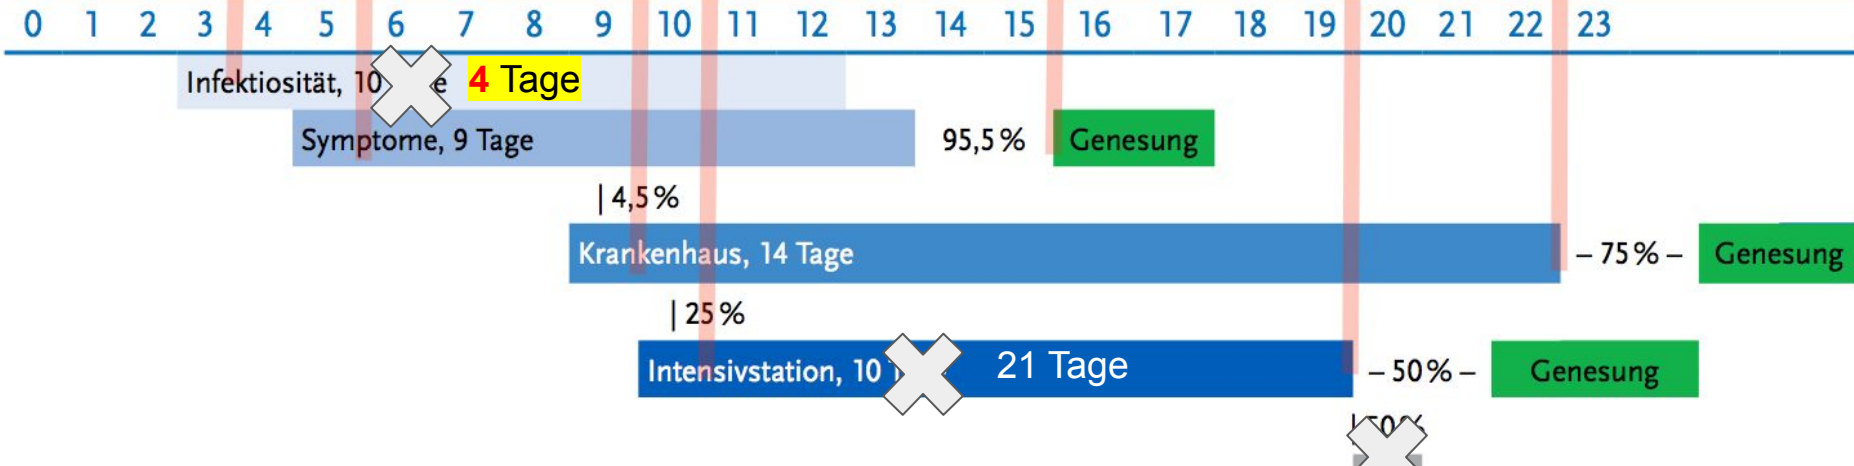 0 1 2 3 4 5 6 7 8 9 10 11 12 13 14 15 16 17 18 19 20 21 22 23
Infektiosität, 10 4 Tage
Symptome, 9 Tage 95,5 % Genesung
| 4,5 %
Krankenhaus, 14 Tage – 75 % – Genesung
| 25 %
Intensivstation, 10 21 Tage – 50 % – Genesung